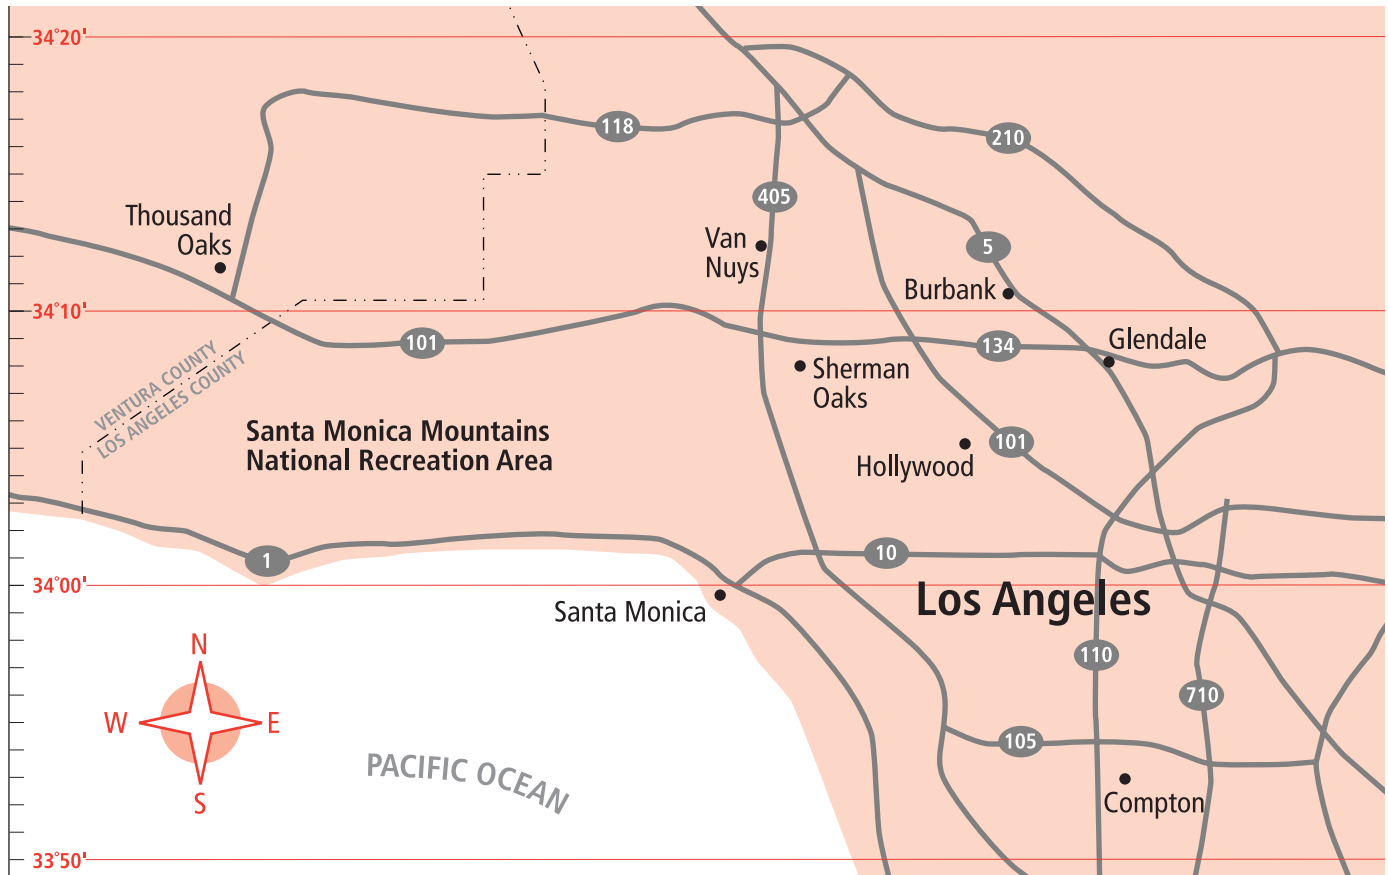 34°20'
118
210
405
Thousand
Oaks
Van
Nuys
5
Burbank
34°10'
101
134
Glendale
VENTURA COUNTY
LOS ANGELES COUNTY
Sherman
Oaks
Santa Monica Mountains
National Recreation Area
101
Hollywood
1
10
34°00'
Los Angeles
Santa Monica
N
W
E
S
110
710
105
PACIFIC OCEAN
Compton
33°50'